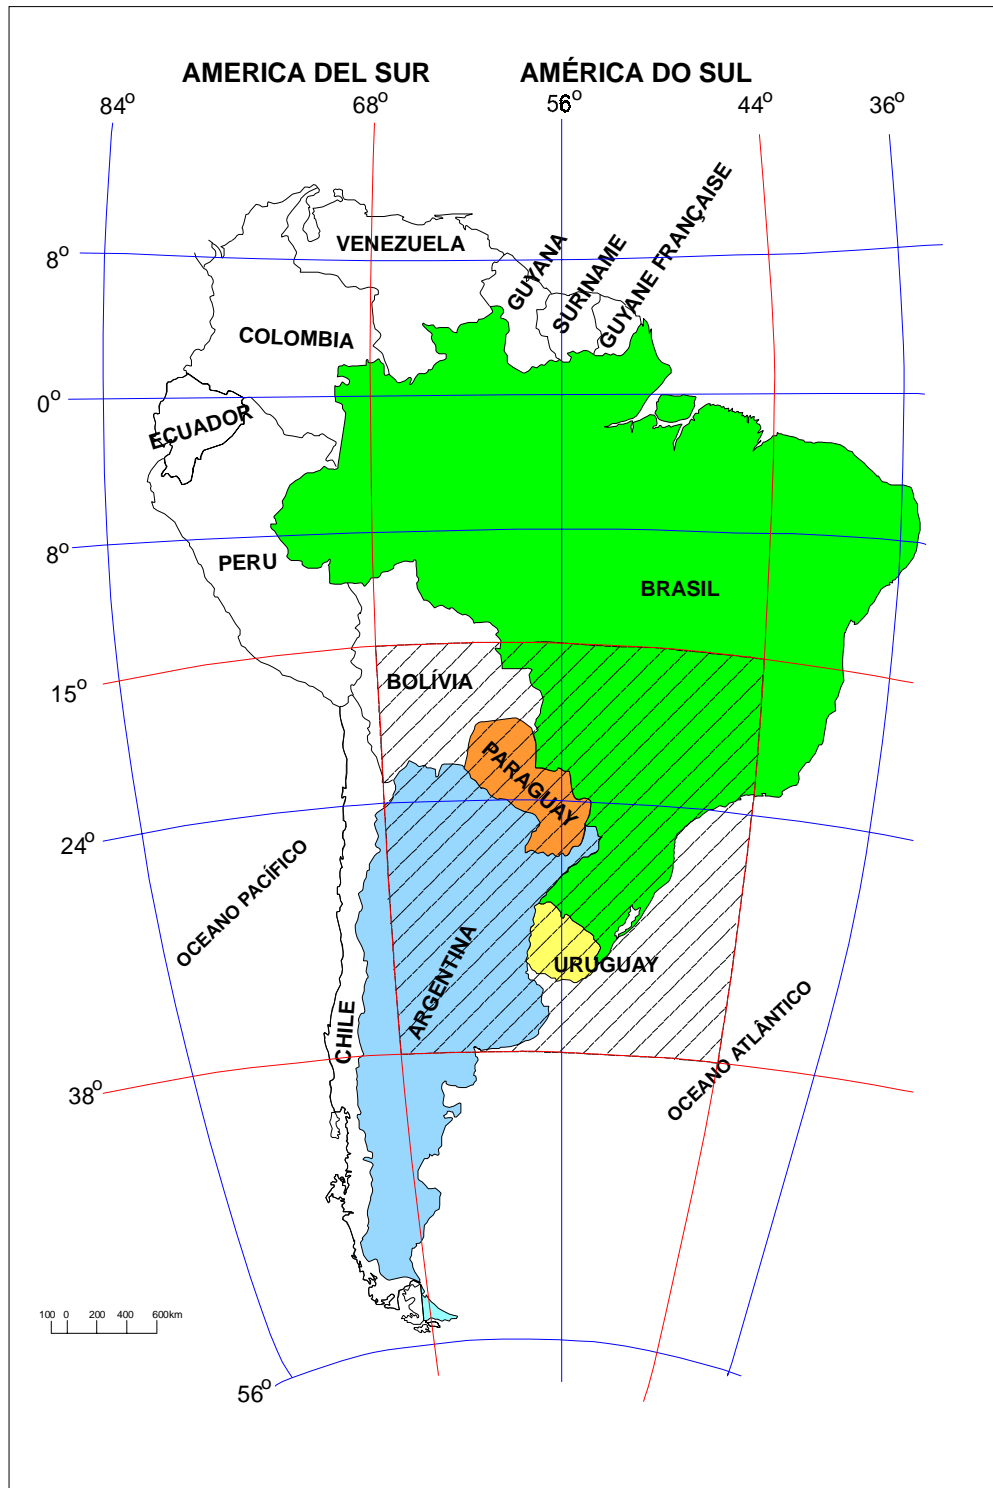 AMERICA DEL SUR
AMÉRICA DO SUL
84º
68º
56º
44º
36º
VENEZUELA
GUYANA
SURINAME
GUYANE FRANÇAISE
8º
COLOMBIA
0º
ECUADOR
8º
PERU
BRASIL
15º
BOLÍVIA
PARAGUAY
24º
OCEANO PACÍFICO
ARGENTINA
URUGUAY
CHILE
OCEANO ATLÂNTICO
38º
100 0 200 400 600km
56º